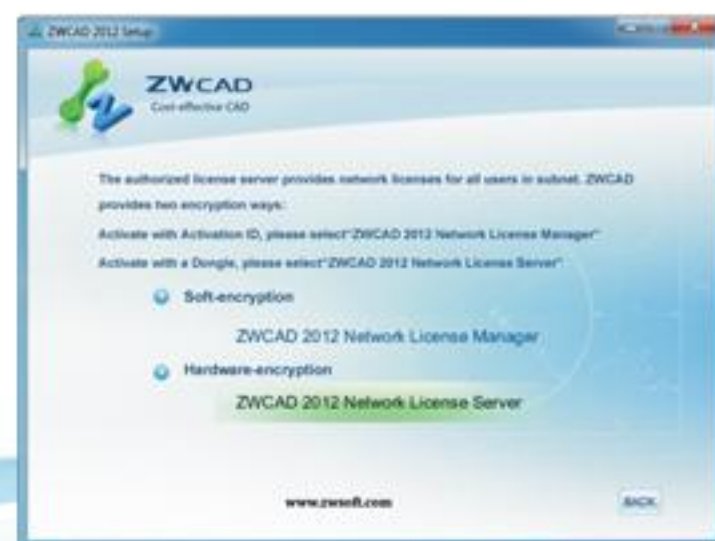 ZWCAD 2012 Setup
ZWCAD
Cost-effective CAD
The authorized license server provides network licenses for all users in subnet. ZWCAD
provides two encryption ways:
Activate with Activation ID, please select"ZWCAD 2012 Network License Manager"
Activate with a Dongle, please select"ZWCAD 2012 Network License Server"
Soft-encryption
ZWCAD 2012 Network License Manager
Hardware-encryption
ZWCAD 2012 Network License Server
www.zwsoft.com
BACK